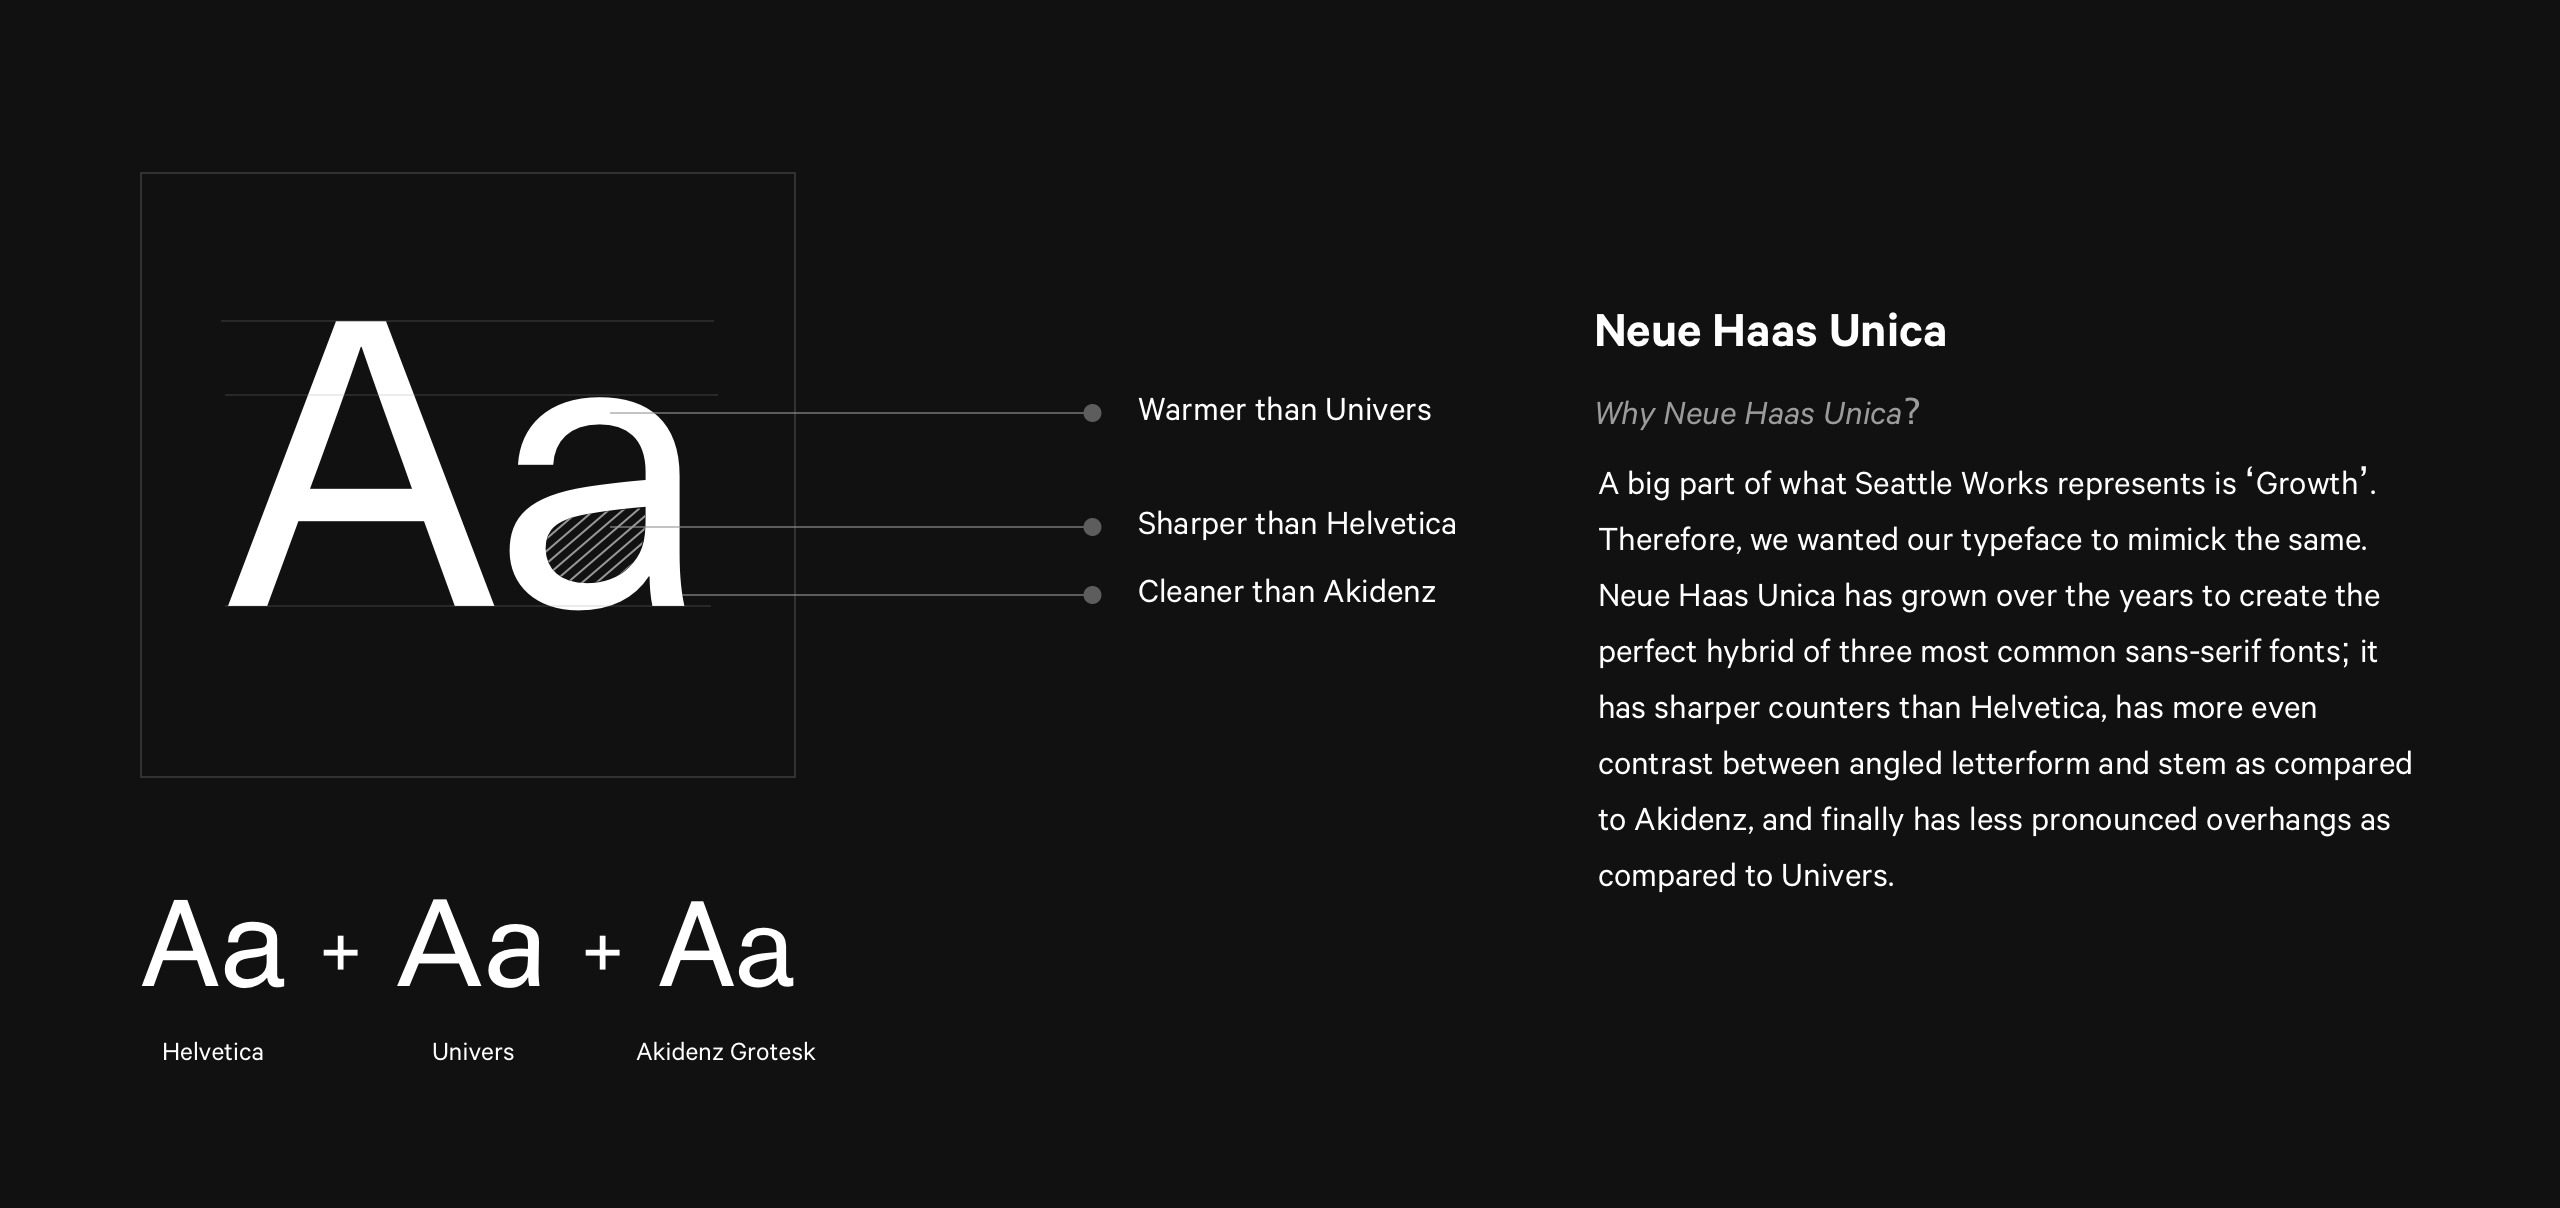 Aa
Warmer than Univers
Sharper than Helvetica
Cleaner than Akidenz
Aa + Aa + Aa
Helvetica Univers Akidenz Grotesk
Neue Haas Unica
Why Neue Haas Unica?
A big part of what Seattle Works represents is ‘Growth’.
Therefore, we wanted our typeface to mimick the same.
Neue Haas Unica has grown over the years to create the
perfect hybrid of three most common sans-serif fonts; it
has sharper counters than Helvetica, has more even
contrast between angled letterform and stem as compared
to Akidenz, and finally has less pronounced overhangs as
compared to Univers.